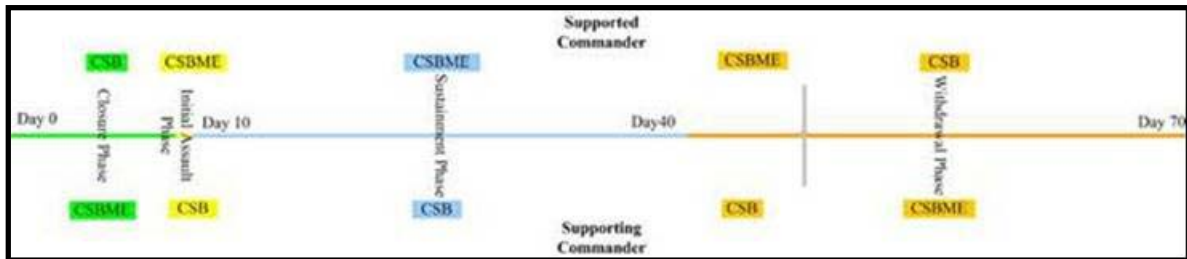 Supported
Commander
CSB
CSBME
CSBME
CSBME
CSB
Day 0
Closure Phase
Initial Assault
Phase
Day 10
Sustainment Phase
Day40
Withdrawal Phase
Day 70
CSBME
CSB
CSB
CSB
CSBME
Supporting
Commander